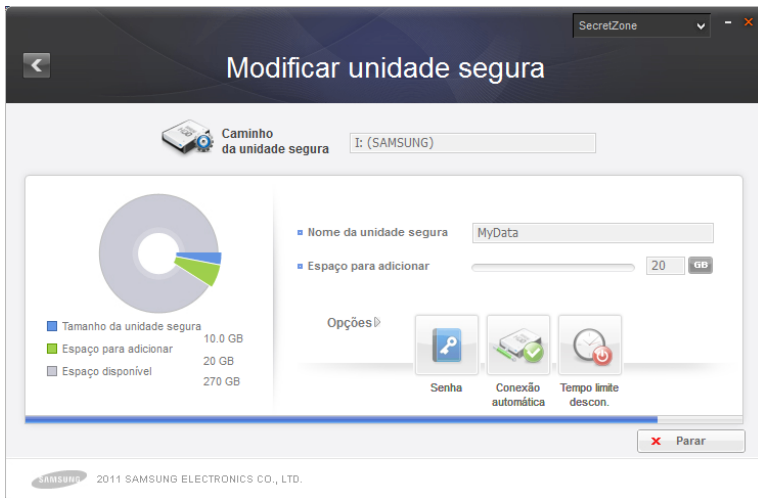 SecretZone
Modificar unidade segura
Caminho
da unidade segura
I: (SAMSUNG)
Nome da unidade segura
MyData
Espaço para adicionar
20
GB
Tamanho da unidade segura
10.0 GB
Espaço para adicionar
20 GB
Espaço disponível
270 GB
Opções
Senha
Conexão
automática
Tempo limite
descon.
Parar
SAMSUNG
2011 SAMSUNG ELECTRONICS CO., LTD.